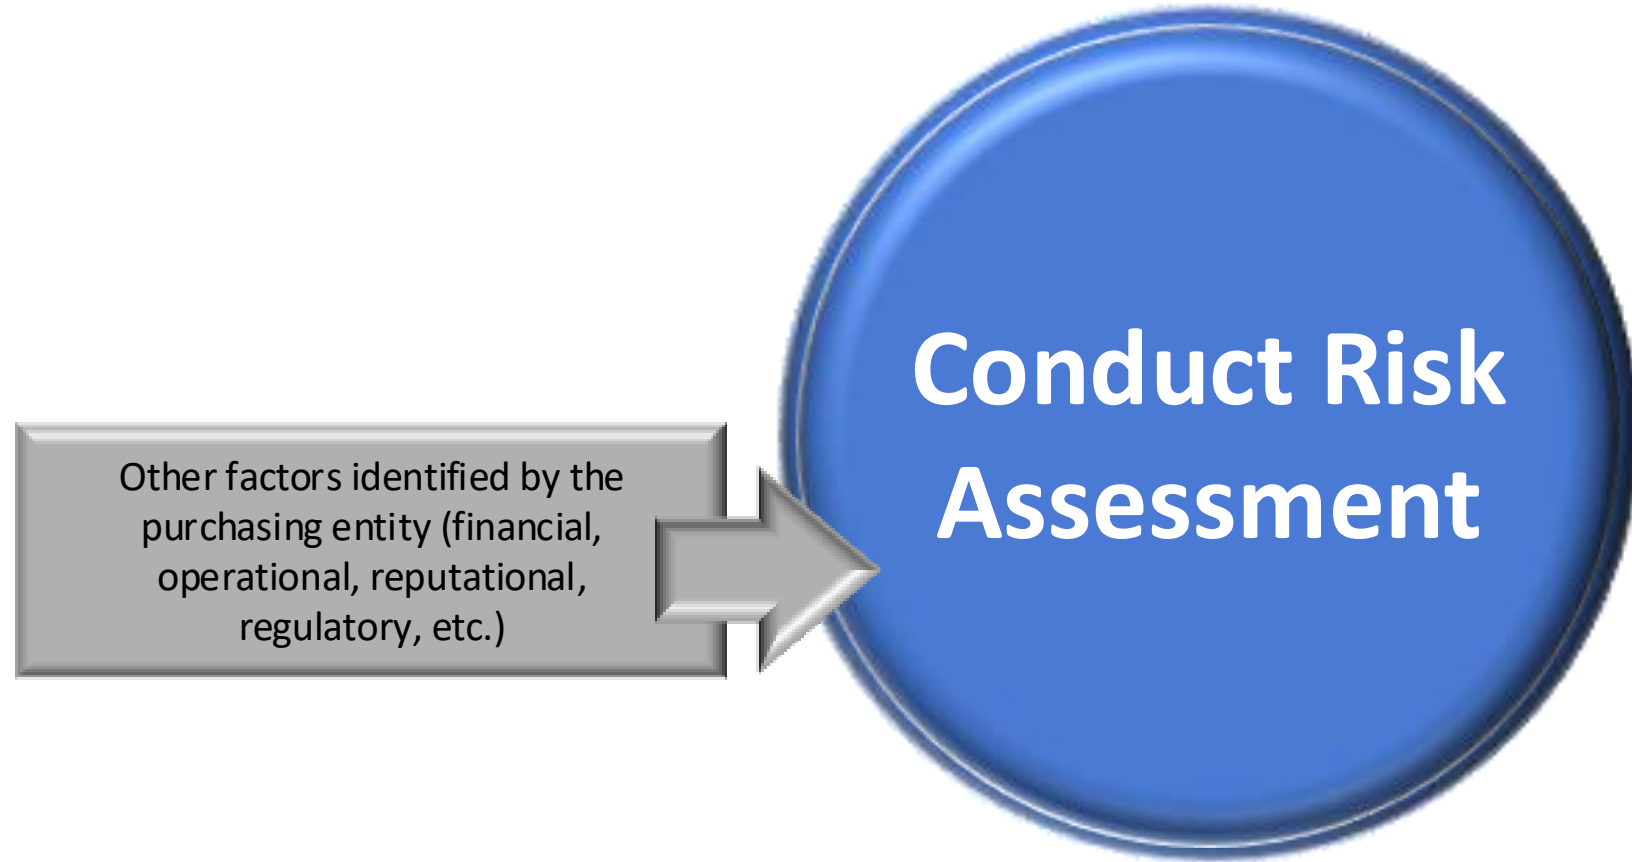 Conduct Risk
Assessment
Other factors identified by the
purchasing entity (financial,
operational, reputational,
regulatory, etc.)